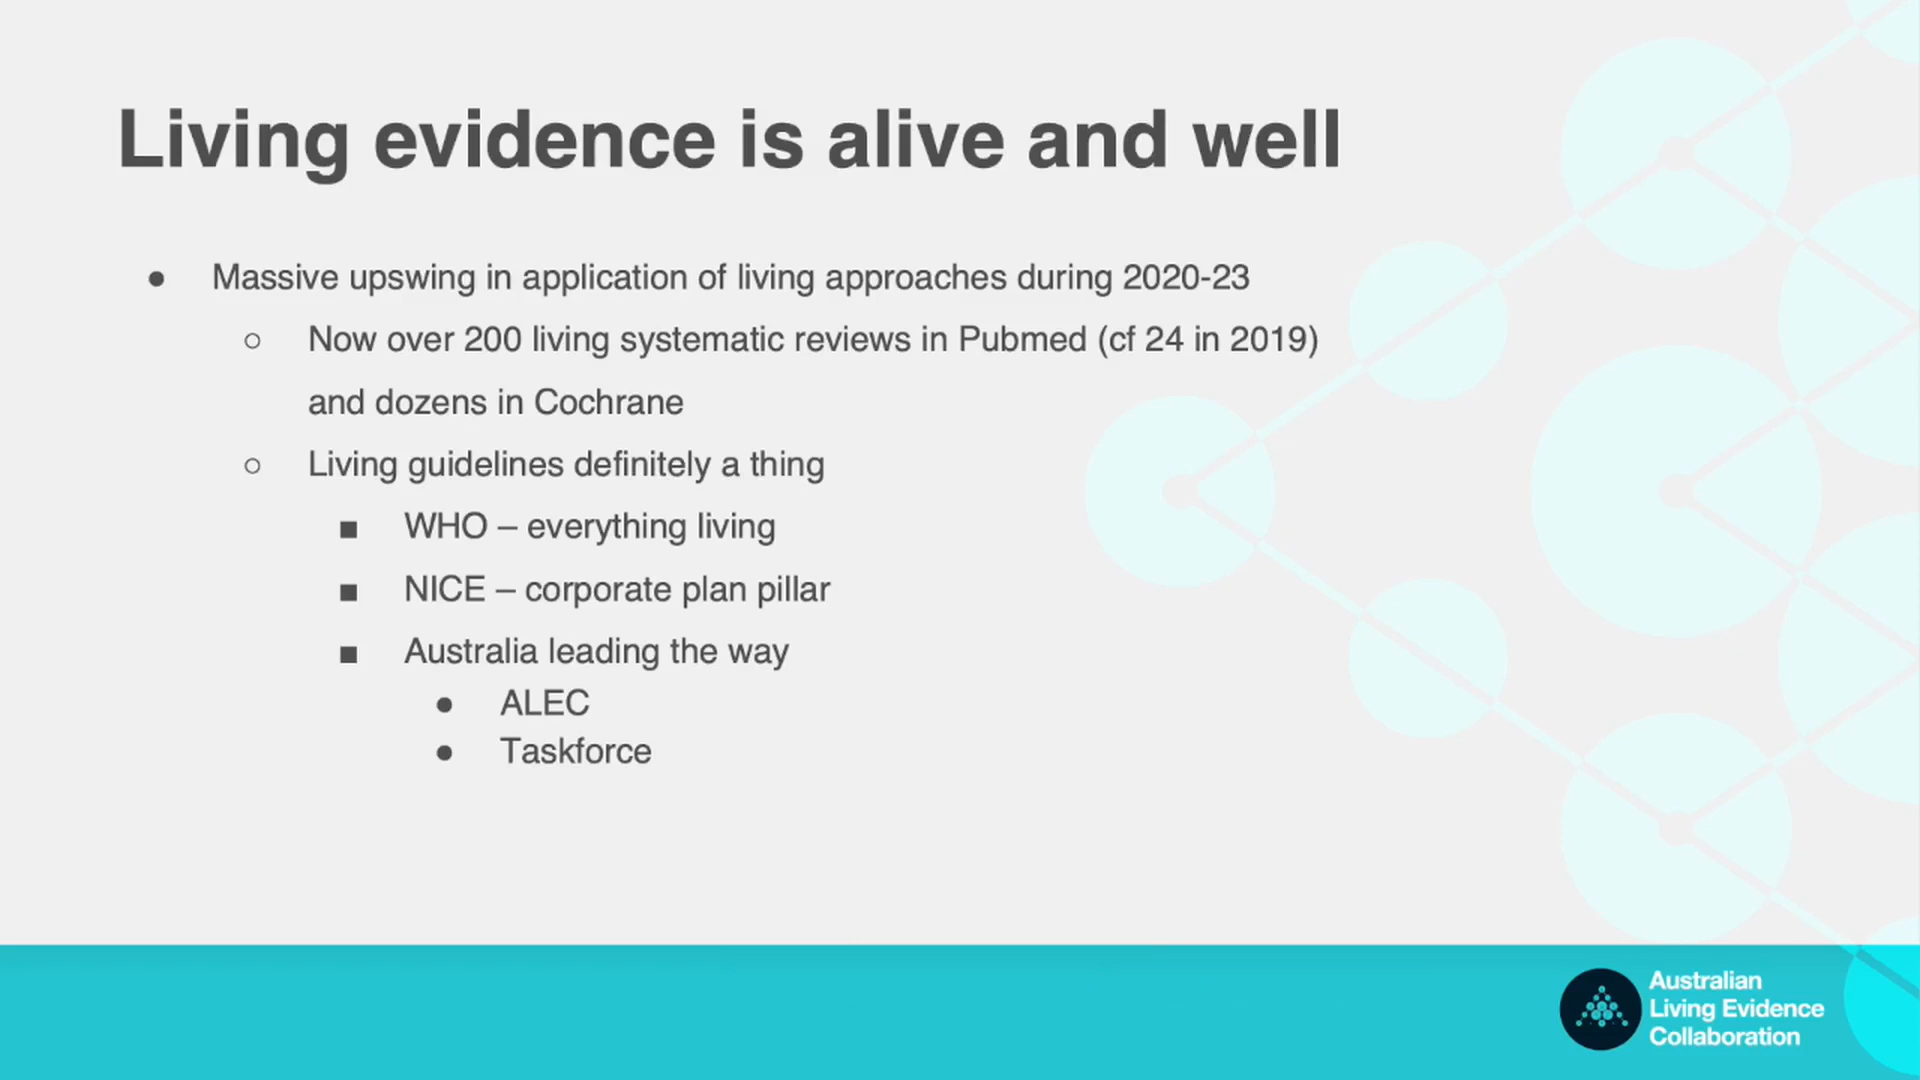 Living evidence is alive and well
● Massive upswing in application of living approaches during 2020-23
○ Now over 200 living systematic reviews in Pubmed (cf 24 in 2019)
and dozens in Cochrane
○ Living guidelines definitely a thing
■ WHO – everything living
■ NICE – corporate plan pillar
■ Australia leading the way
● ALEC
● Taskforce
Australian
Living Evidence
Collaboration